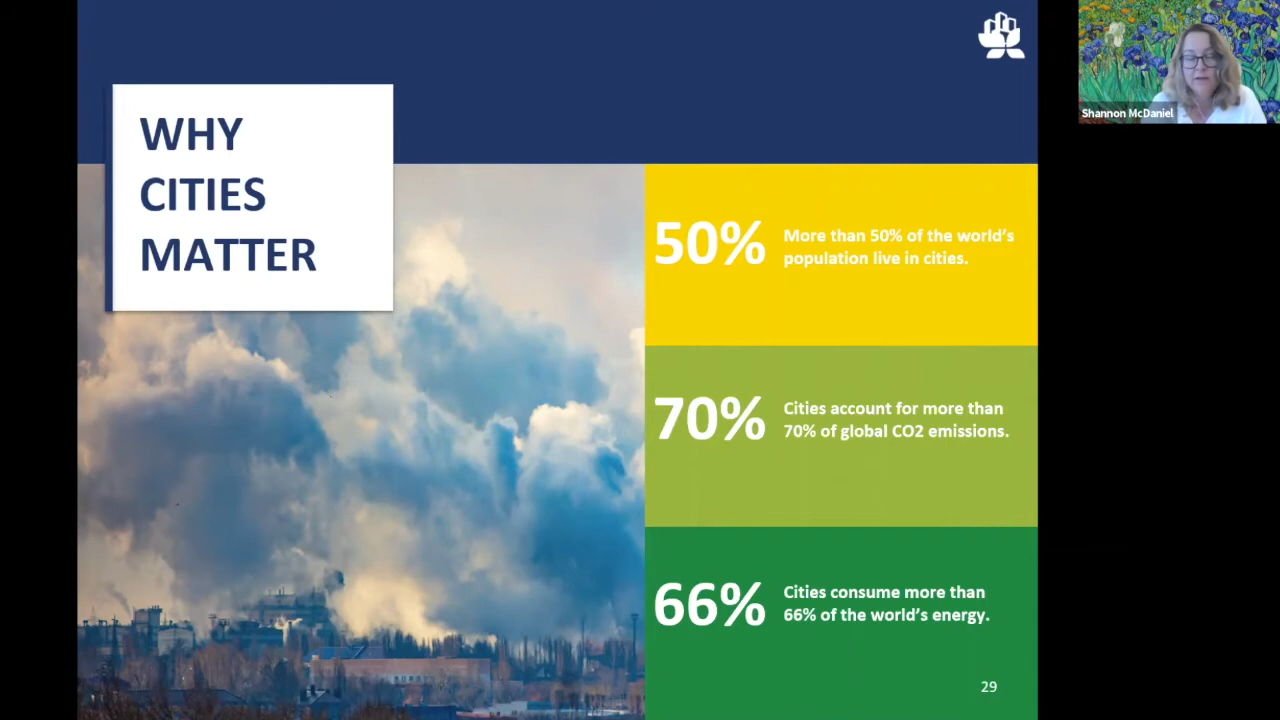 WHY
CITIES
MATTER
50%
More than 50% of the world's
population live in cities.
70%
Cities account for more than
70% of global CO2 emissions.
66%
Cities consume more than
66% of the world's energy.
29
Shannon McDaniel